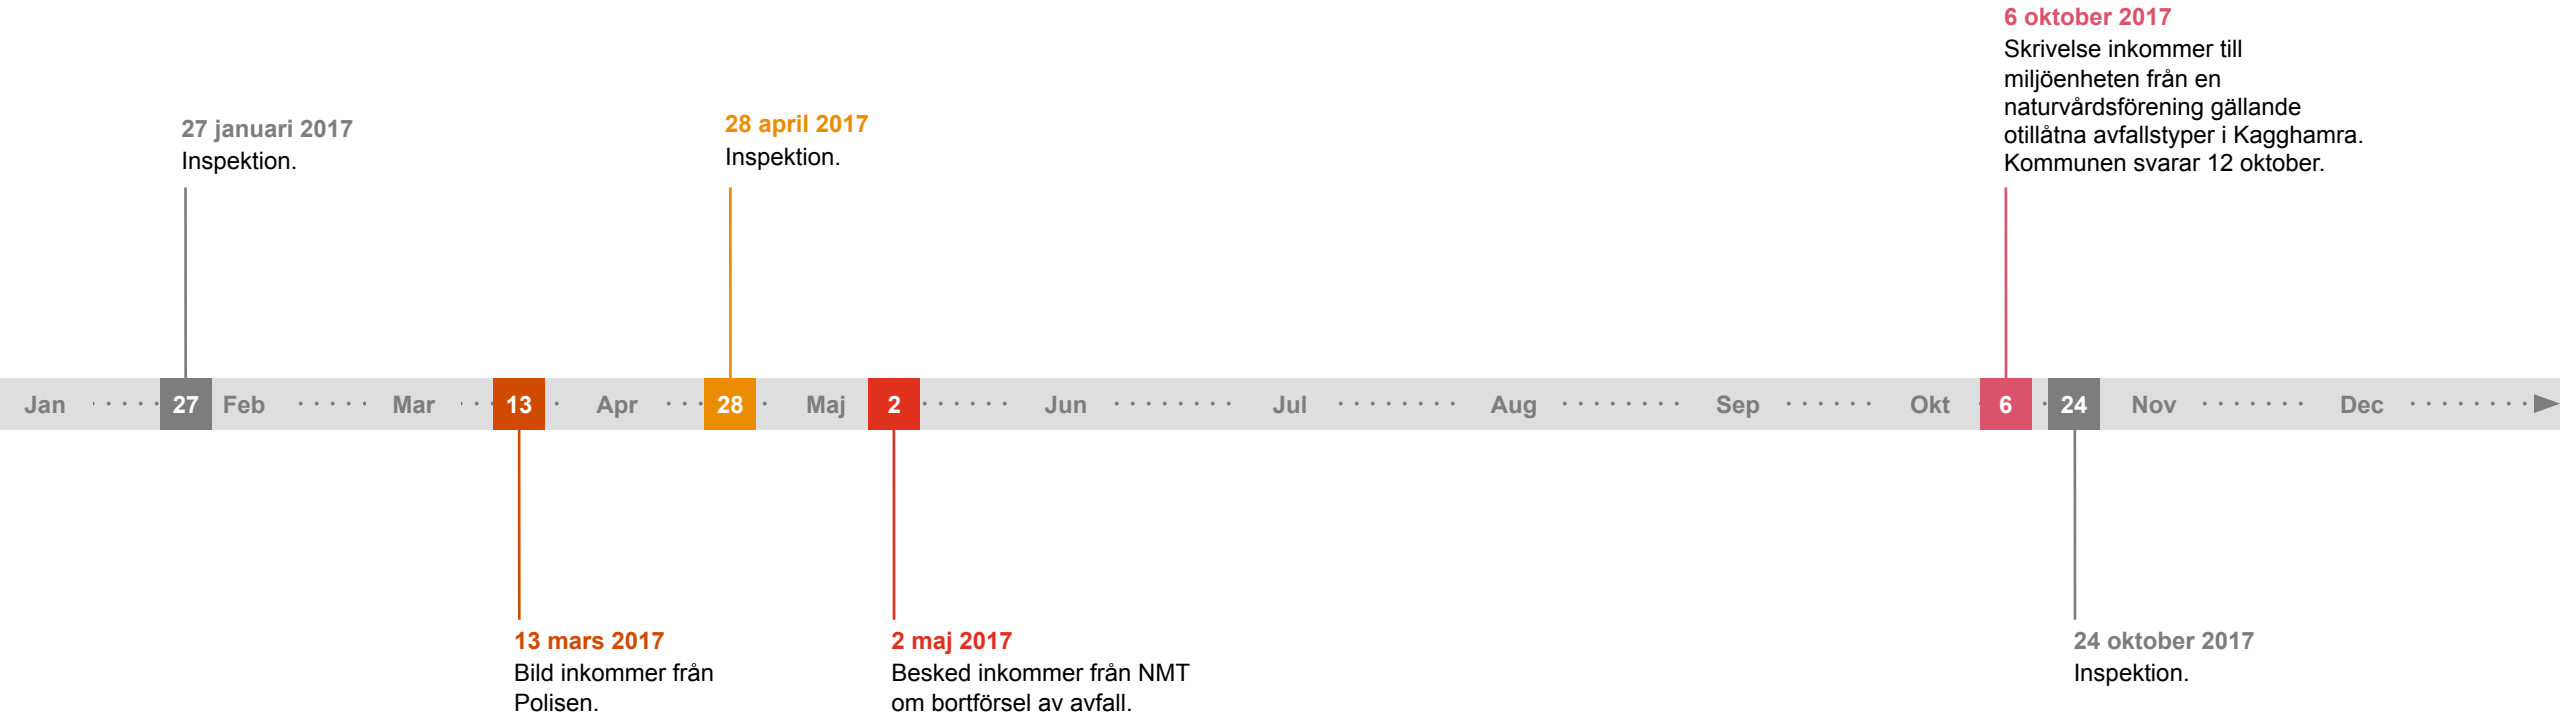 6 oktober 2017
Skrivelse inkommer till
miljöenheten från en
naturvårdsförening gällande
otillåtna avfallstyper i Kagghamra.
Kommunen svarar 12 oktober.
27 januari 2017
Inspektion.
28 april 2017
Inspektion.
Jan 27 Feb Mar 13 Apr 28 Maj 2 Jun Jul Aug Sep Okt 6 24 Nov Dec
13 mars 2017
Bild inkommer från
Polisen.
2 maj 2017
Besked inkommer från NMT
om bortförsel av avfall.
24 oktober 2017
Inspektion.